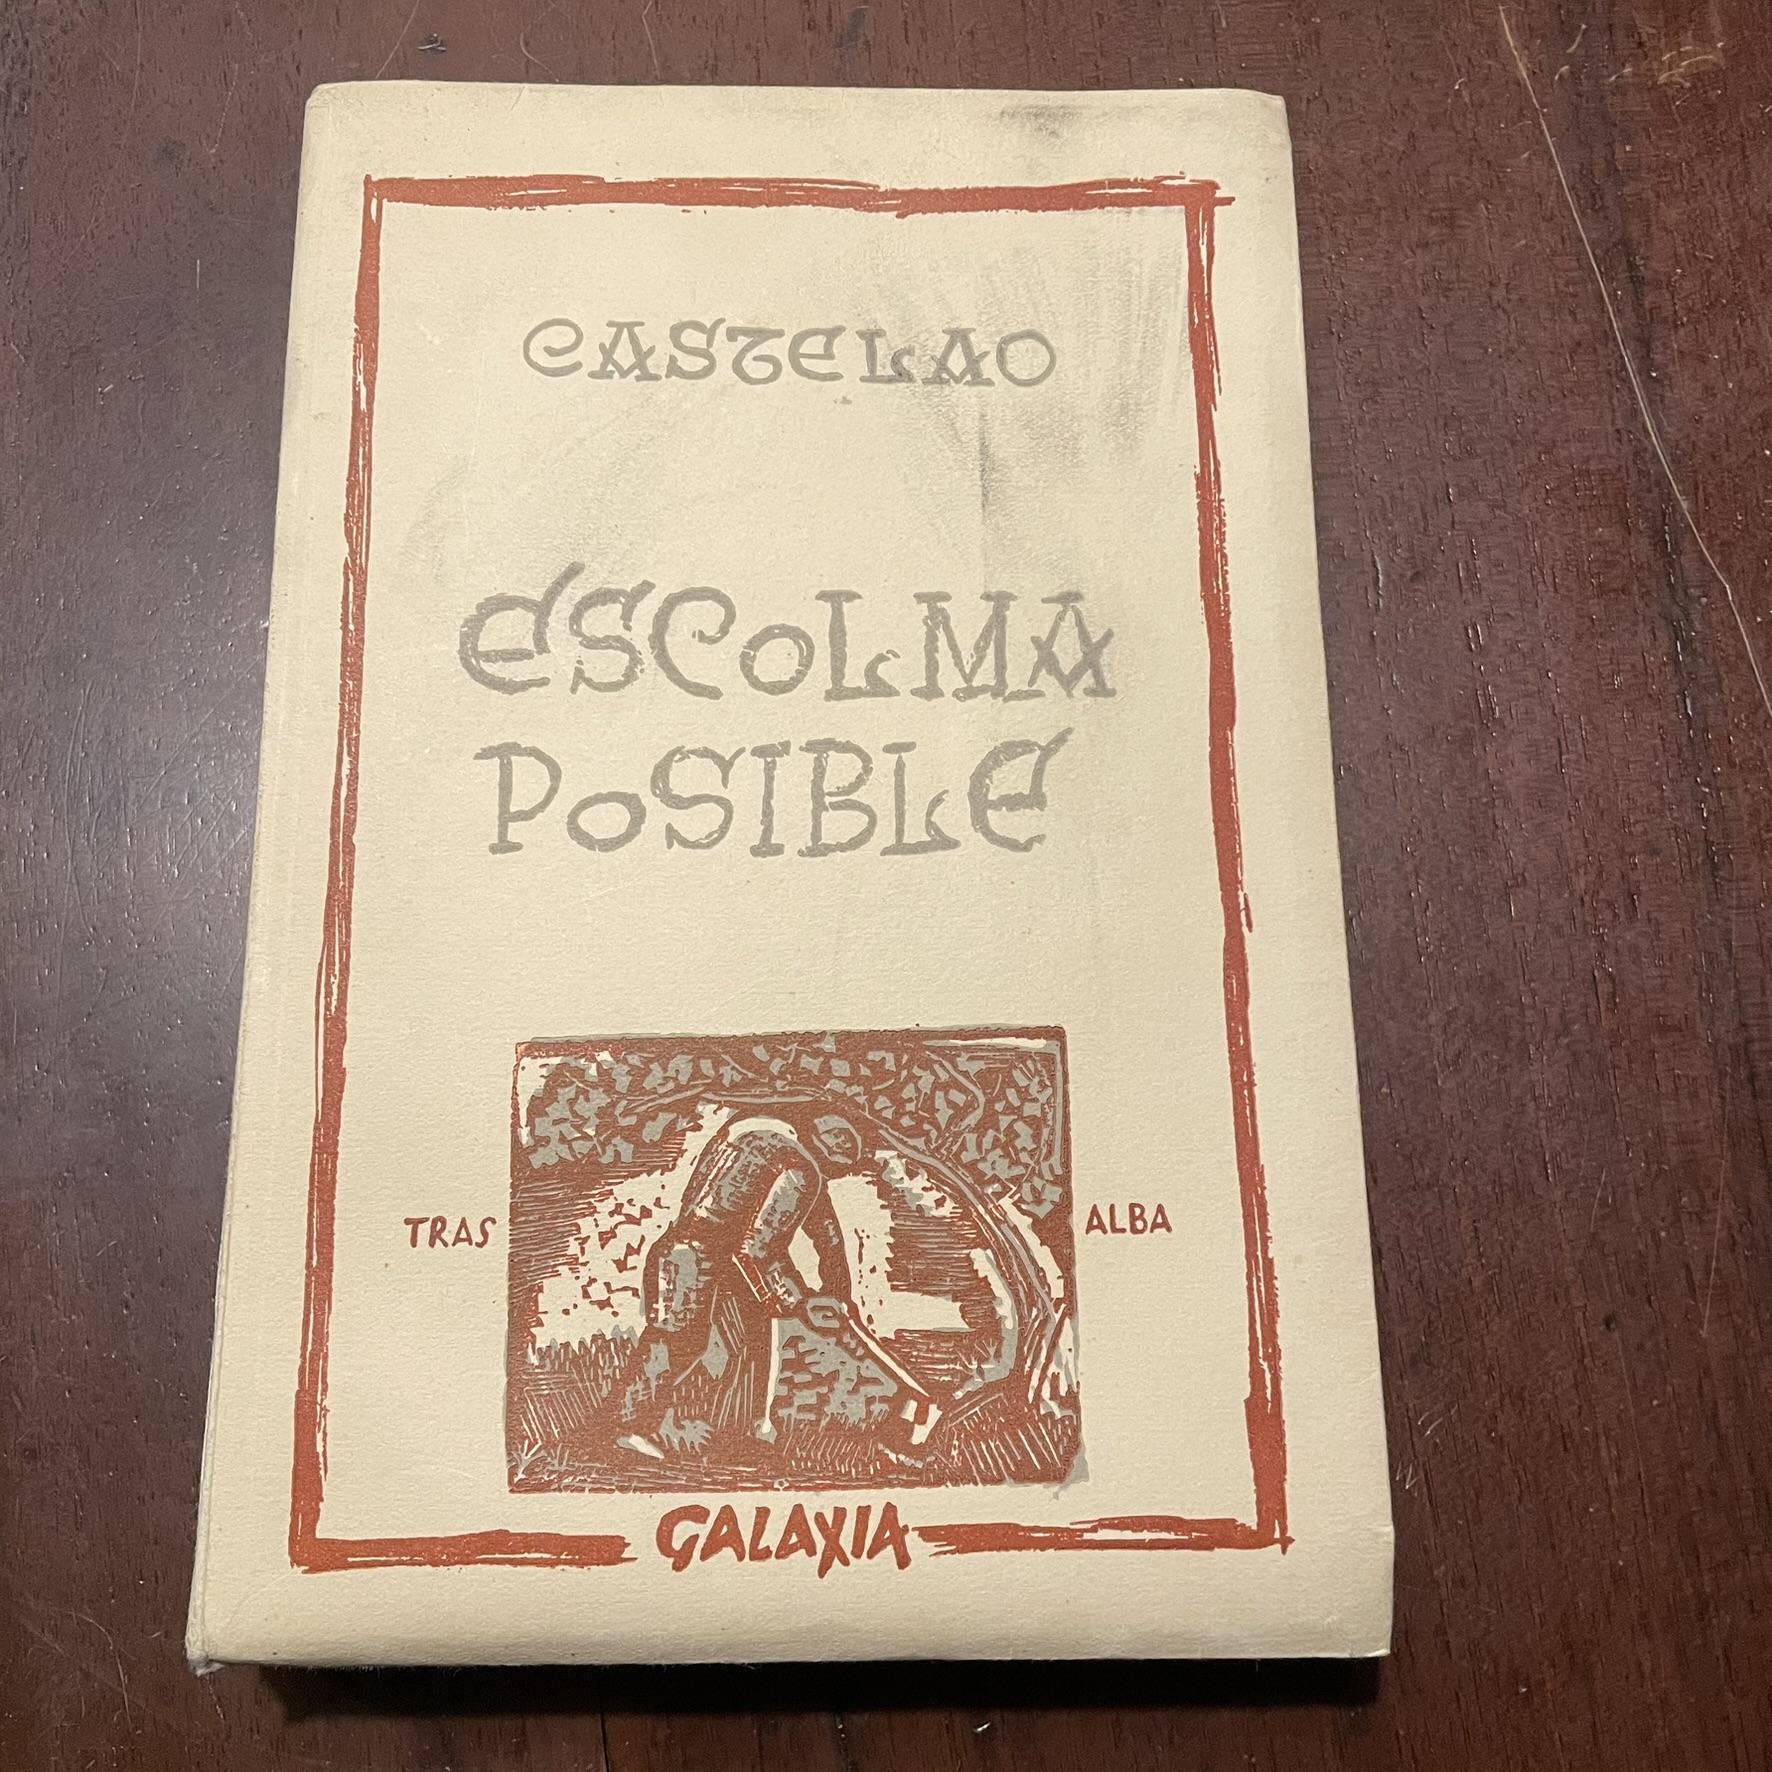 CASTELAO
ESCOLMA
POSIBLE
TRAS ALBA
GALAXIA